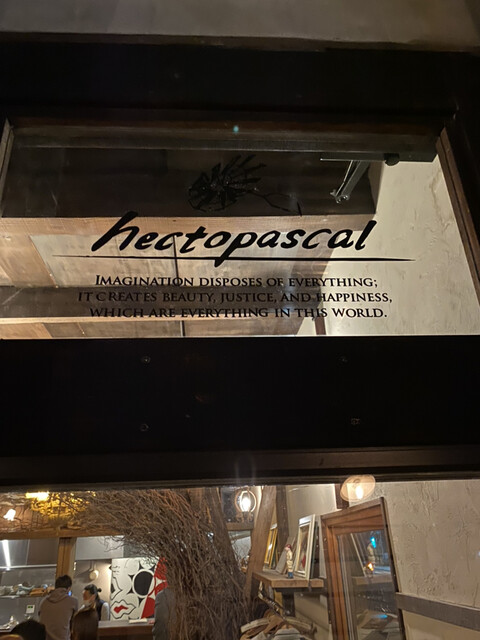 hectopascal
IMAGINATION DISPOSES OF EVERYTHING;
IT CREATES BEAUTY, JUSTICE, AND HAPPINESS,
WHICH ARE EVERYTHING IN THIS WORLD.